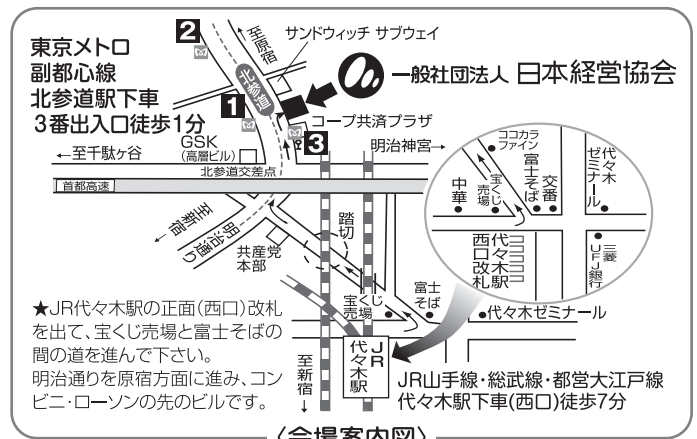 東京メトロ
副都心線
北参道駅下車
3番出入口徒歩1分
2
至原宿
サンドウィッチ サブウェイ
北参道
1
一般社団法人 日本経営協会
コープ共済プラザ
3
GSK
(高層ビル)
明治神宮→
←至千駄ヶ谷
北参道交差点
首都高速
至新宿
明治通り
共産党
本部
踏切
宝くじ
売場
富士
そば
代々木ゼミナール
JR
代々木駅
至新宿
ココカラ
ファイン
中華
宝くじ
売場
富士そば
交番
代々木
ゼミナール
代々木駅
西口改札
三菱
UFJ銀行
★JR代々木駅の正面(西口)改札
を出て、宝くじ売場と富士そばの
間の道を進んで下さい。
明治通りを原宿方面に進み、コン
ビニ・ローソンの先のビルです。
JR山手線・総武線・都営大江戸線
代々木駅下車(西口)徒歩7分
〈会場案内図〉